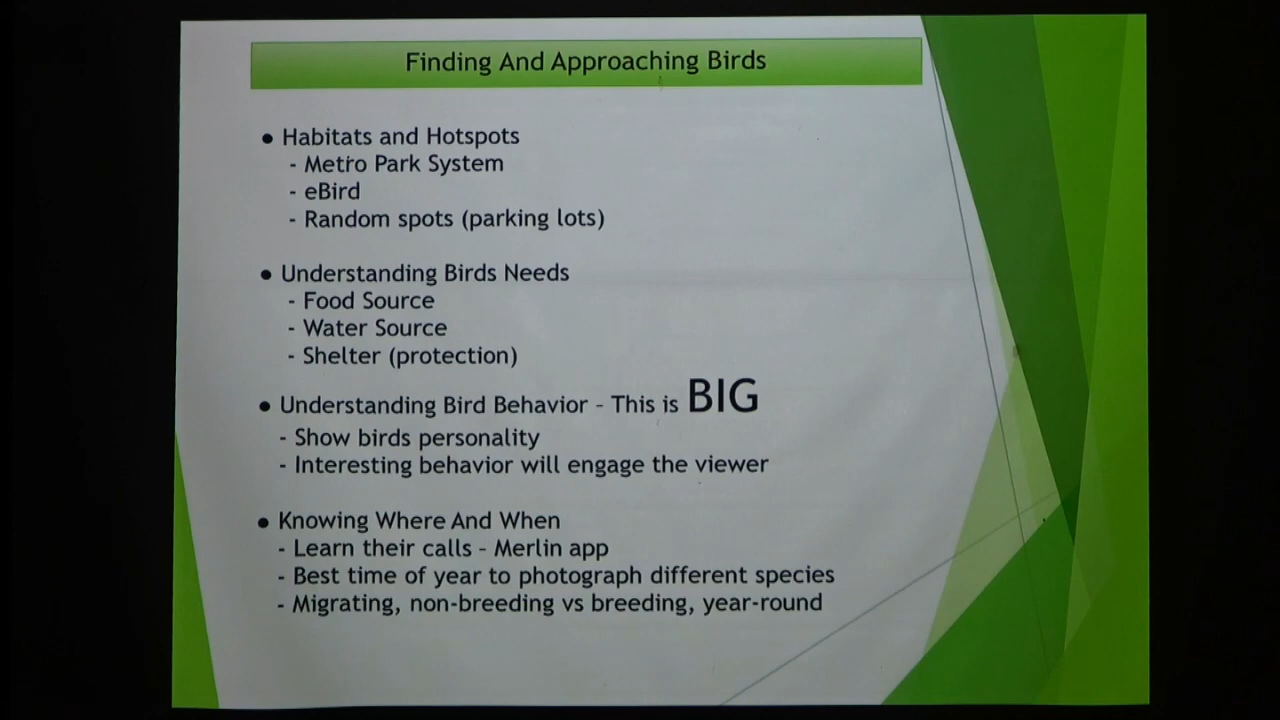 Finding And Approaching Birds
● Habitats and Hotspots
- Metro Park System
- eBird
- Random spots (parking lots)
● Understanding Birds Needs
- Food Source
- Water Source
- Shelter (protection)
● Understanding Bird Behavior – This is BIG
- Show birds personality
- Interesting behavior will engage the viewer
● Knowing Where And When
- Learn their calls – Merlin app
- Best time of year to photograph different species
- Migrating, non-breeding vs breeding, year-round